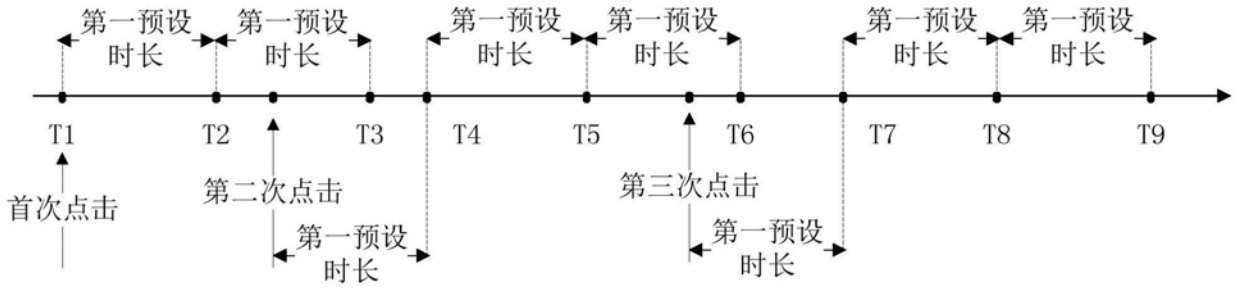 第一预设
时长
第一预设
时长
第一预设
时长
第一预设
时长
第一预设
时长
第一预设
时长
T1
T2
T3
T4
T5
T6
T7
T8
T9
首次点击
第二次点击
第三次点击
第一预设
时长
第一预设
时长